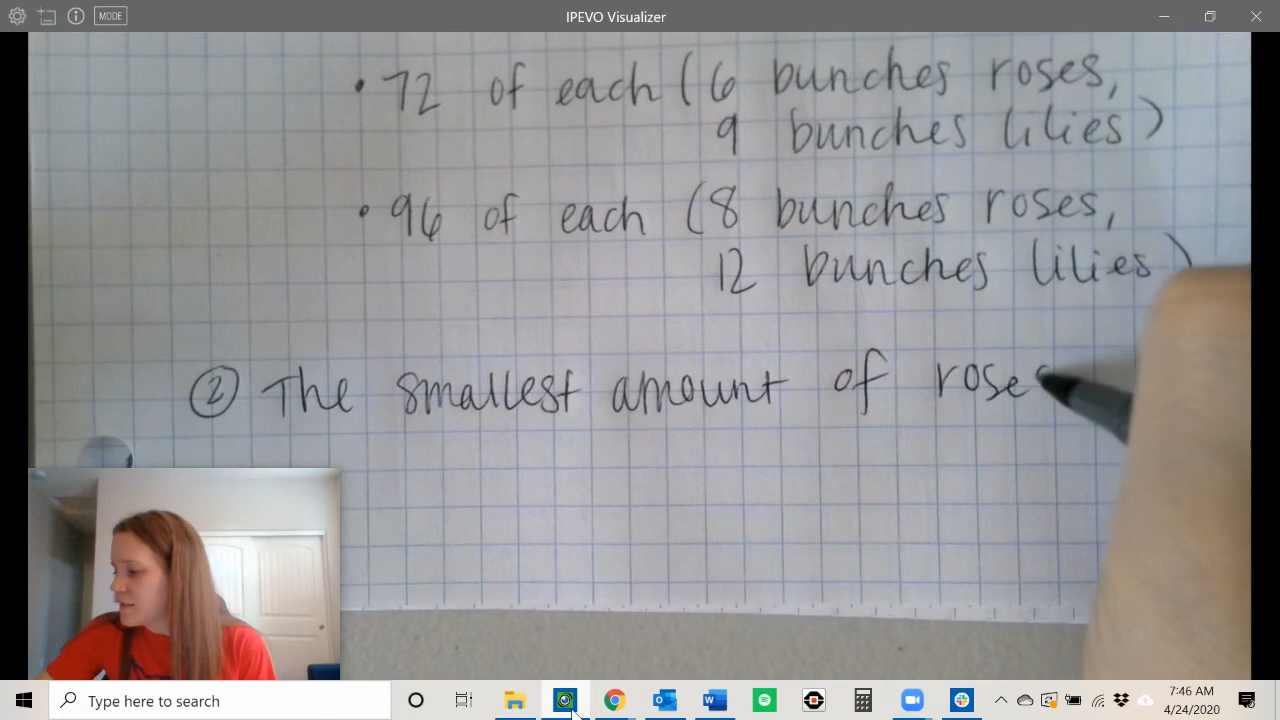 MODE
IPEVO Visualizer
• 72 of each (6 bunches roses,
9 bunches lilies)
• 96 of each (8 bunches roses,
12 bunches lilies)
② The smallest amount of roses
Type here to search
7:46 AM
4/24/2020